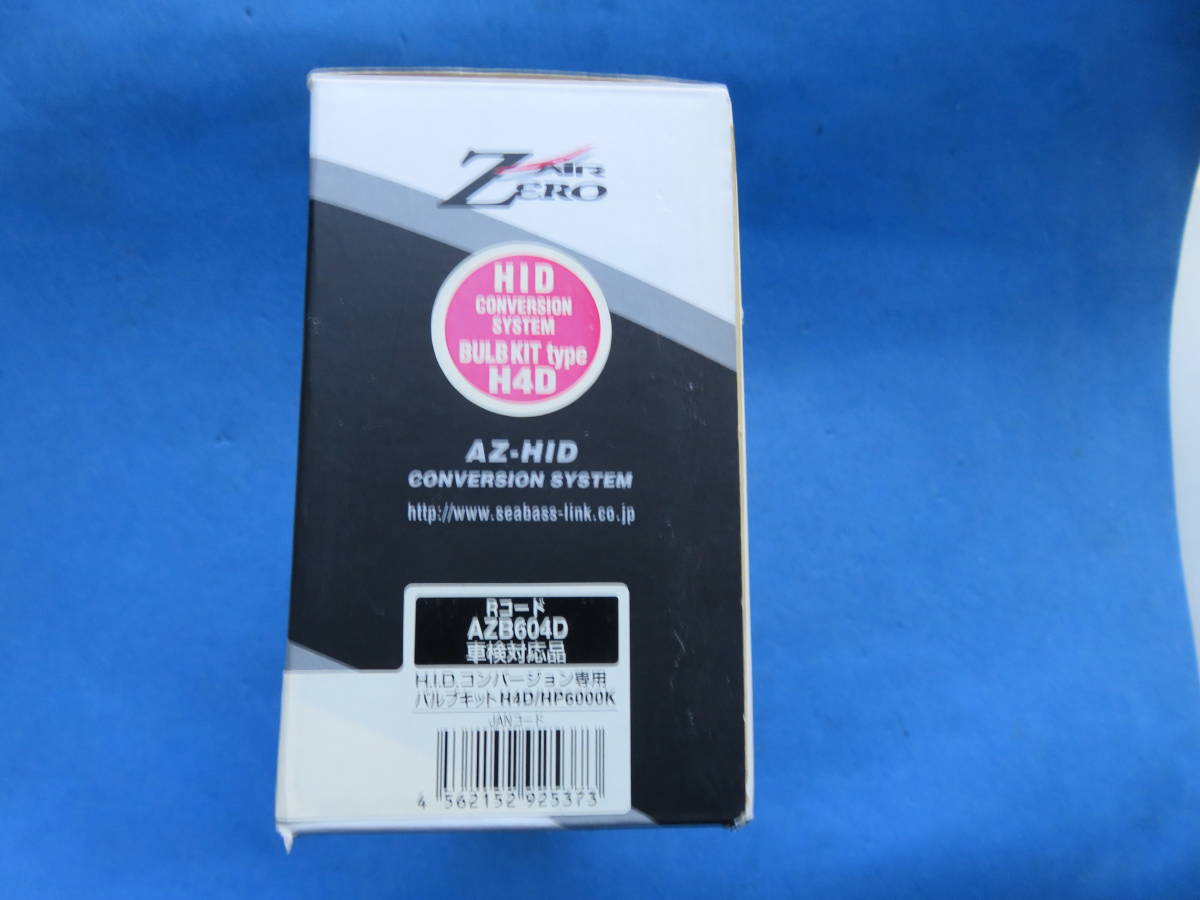 AIR
ZERO
HID
CONVERSION
SYSTEM
BULB KIT type
H4D
AZ-HID
CONVERSION SYSTEM
http://www.seabass-link.co.jp
Rコード
AZB604D
車検対応品
H.I.D.コンバージョン専用
バルブキットH4D/HP6000K
JANコード
4 562152 925373